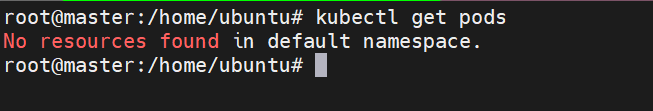 root@master:/home/ubuntu# kubectl get pods
No resources found in default namespace.
root@master:/home/ubuntu#